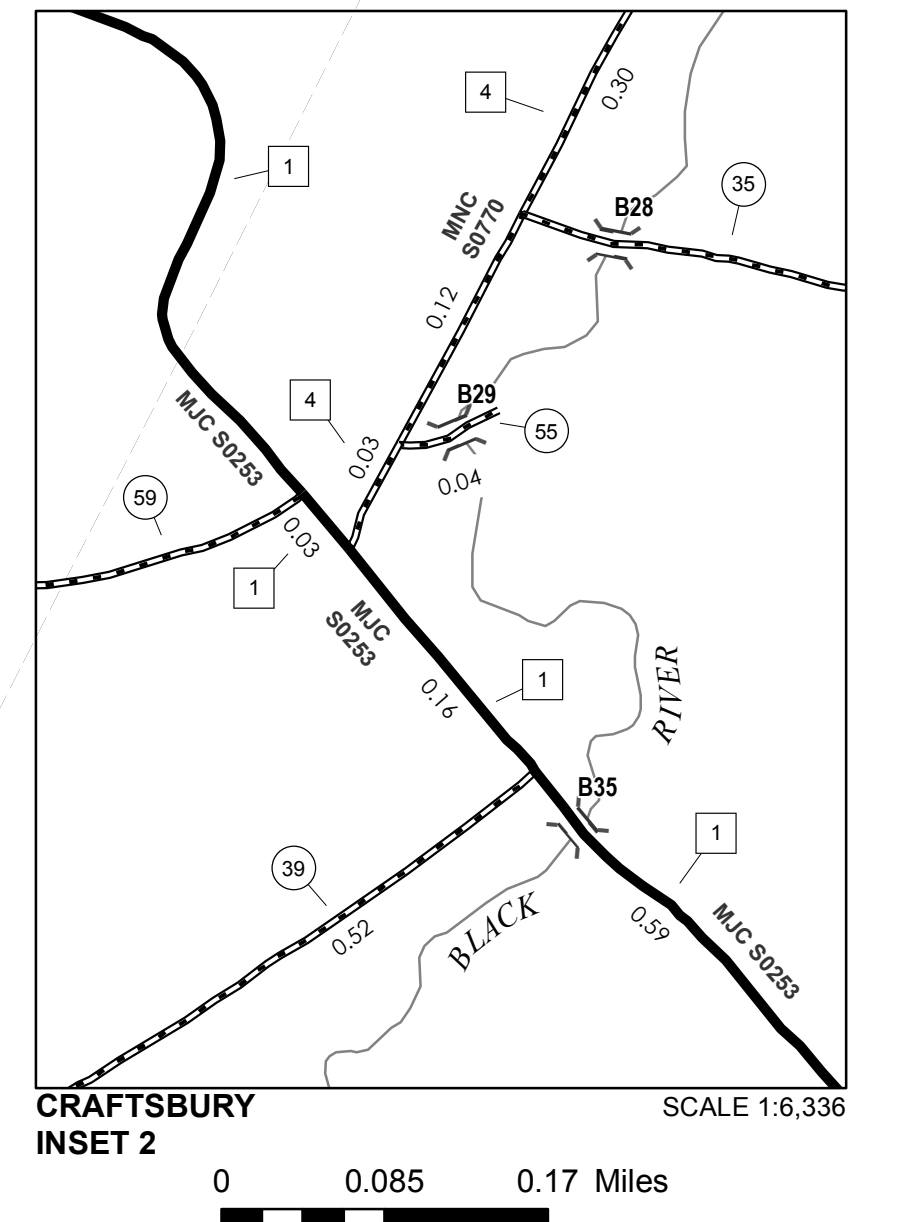 4
0.30
1
35
B28
MNC
S0770
0.12
4
B29
55
MJC S0253
0.03
0.04
59
0.03
1
MJC
S0253
RIVER
1
0.16
B35
1
39
0.52
BLACK
0.59
MJC S0253
CRAFTSBURY
INSET 2
SCALE 1:6,336
0 0.085 0.17 Miles